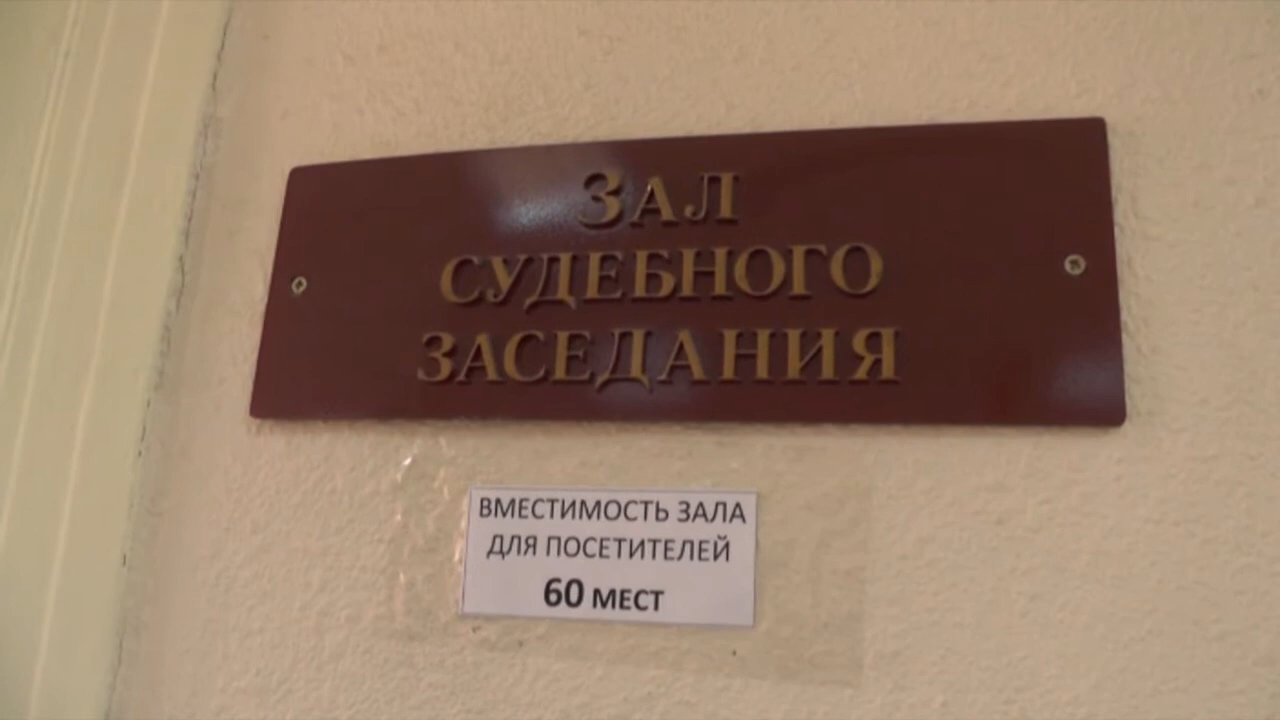 ЗАЛ
СУДЕБНОГО
ЗАСЕДАНИЯ
ВМЕСТИМОСТЬ ЗАЛА
ДЛЯ ПОСЕТИТЕЛЕЙ
60 МЕСТ